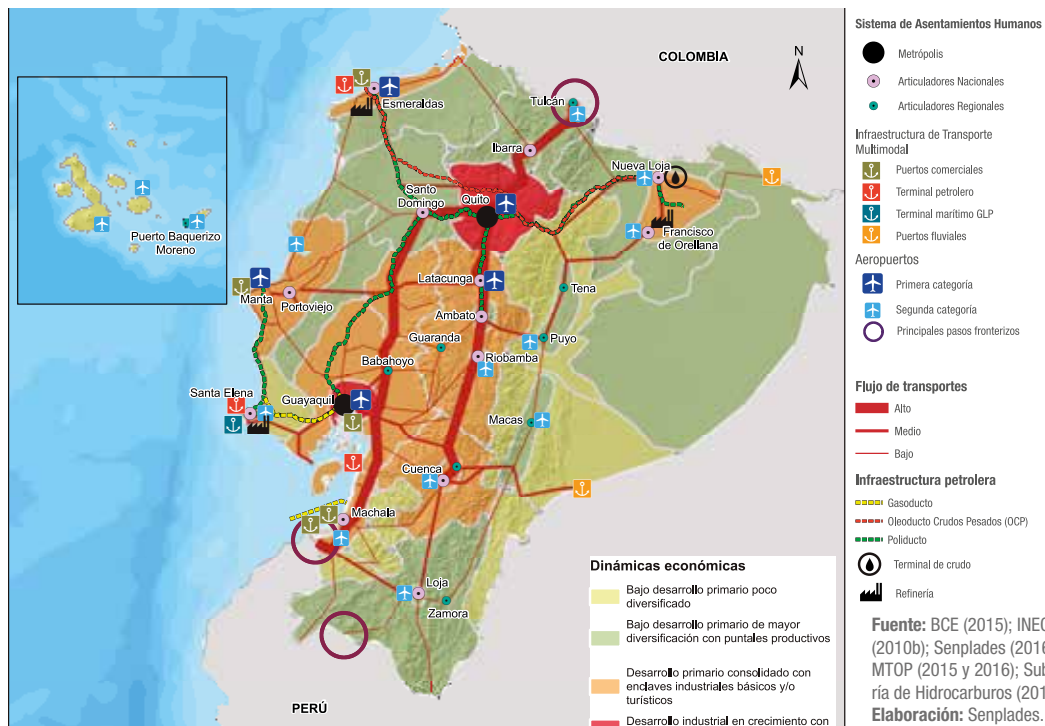 COLOMBIA
N
Tulcán
Esmeraldas
Ibarra
Nueva Loja
Santo
Domingo
Quito
Francisco
de Orellana
Puerto Baquerizo
Moreno
Latacunga
Tena
Manta
Portoviejo
Ambato
Guaranda
Puyo
Riobamba
Babahoyo
Santa Elena
Guayaquil
Macas
Cuenca
Machala
Loja
Zamora
PERÚ
Dinámicas económicas
Bajo desarrollo primario poco
diversificado
Bajo desarrollo primario de mayor
diversificación con puntales productivos
Desarrollo primario consolidado con
enclaves industriales básicos y/o
turísticos
Desarrollo industrial en crecimiento con
Sistema de Asentamientos Humanos
Metrópolis
Articuladores Nacionales
Articuladores Regionales
Infraestructura de Transporte
Multimodal
Puertos comerciales
Terminal petrolero
Terminal marítimo GLP
Puertos fluviales
Aeropuertos
Primera categoría
Segunda categoría
Principales pasos fronterizos
Flujo de transportes
Alto
Medio
Bajo
Infraestructura petrolera
Gasoducto
Oleoducto Crudos Pesados (OCP)
Poliducto
Terminal de crudo
Refinería
Fuente: BCE (2015); INEC
(2010b); Senplades (2016
MTOP (2015 y 2016); Sub
ría de Hidrocarburos (201
Elaboración: Senplades.